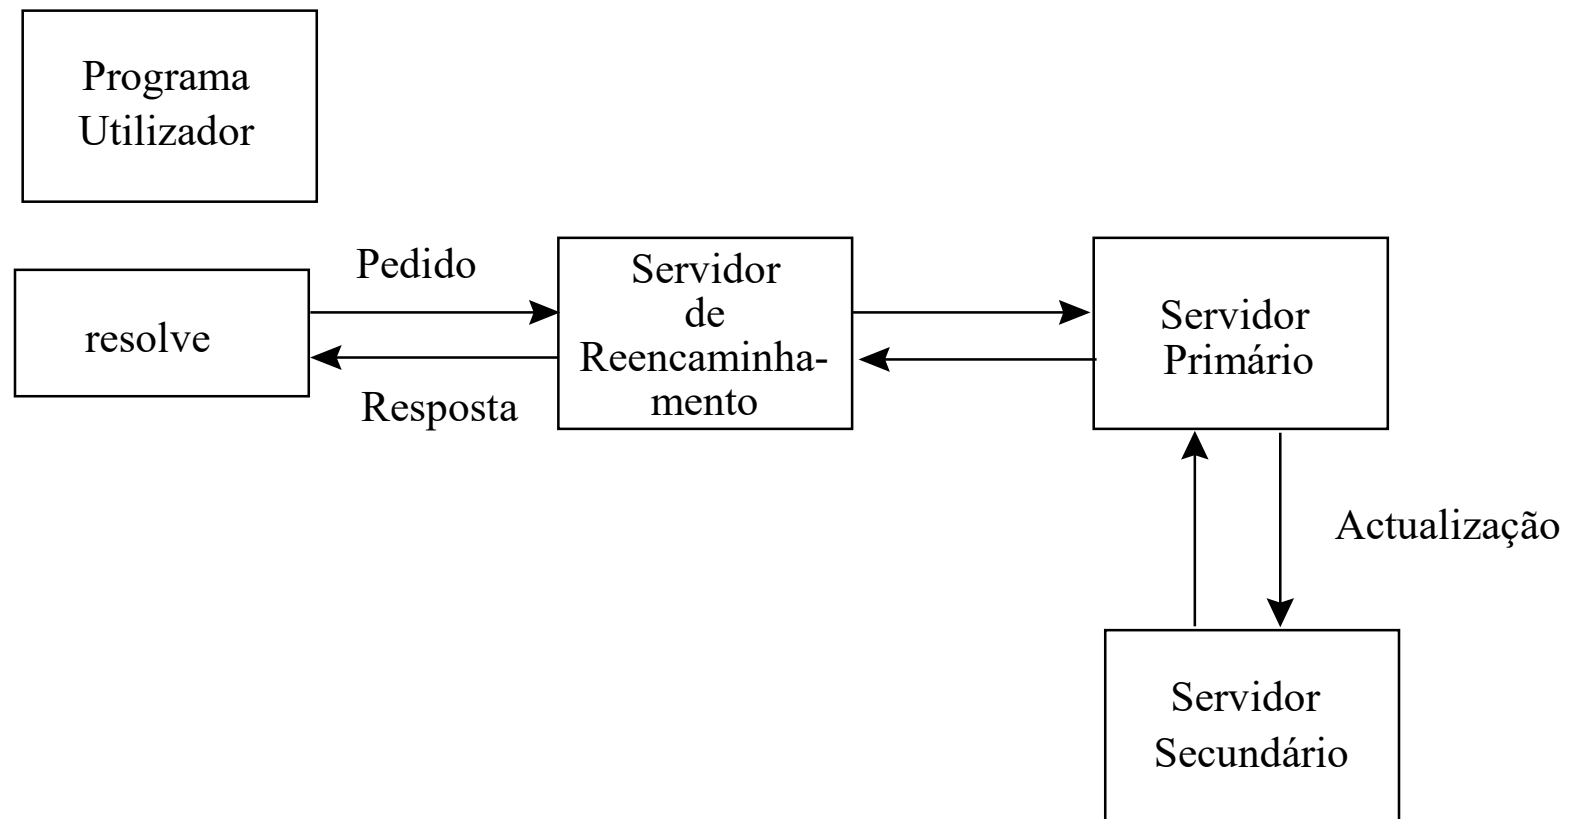 Programa
Utilizador
Pedido
resolve
Resposta
Servidor
de
Reencaminha-
mento
Servidor
Primário
Actualização
Servidor
Secundário